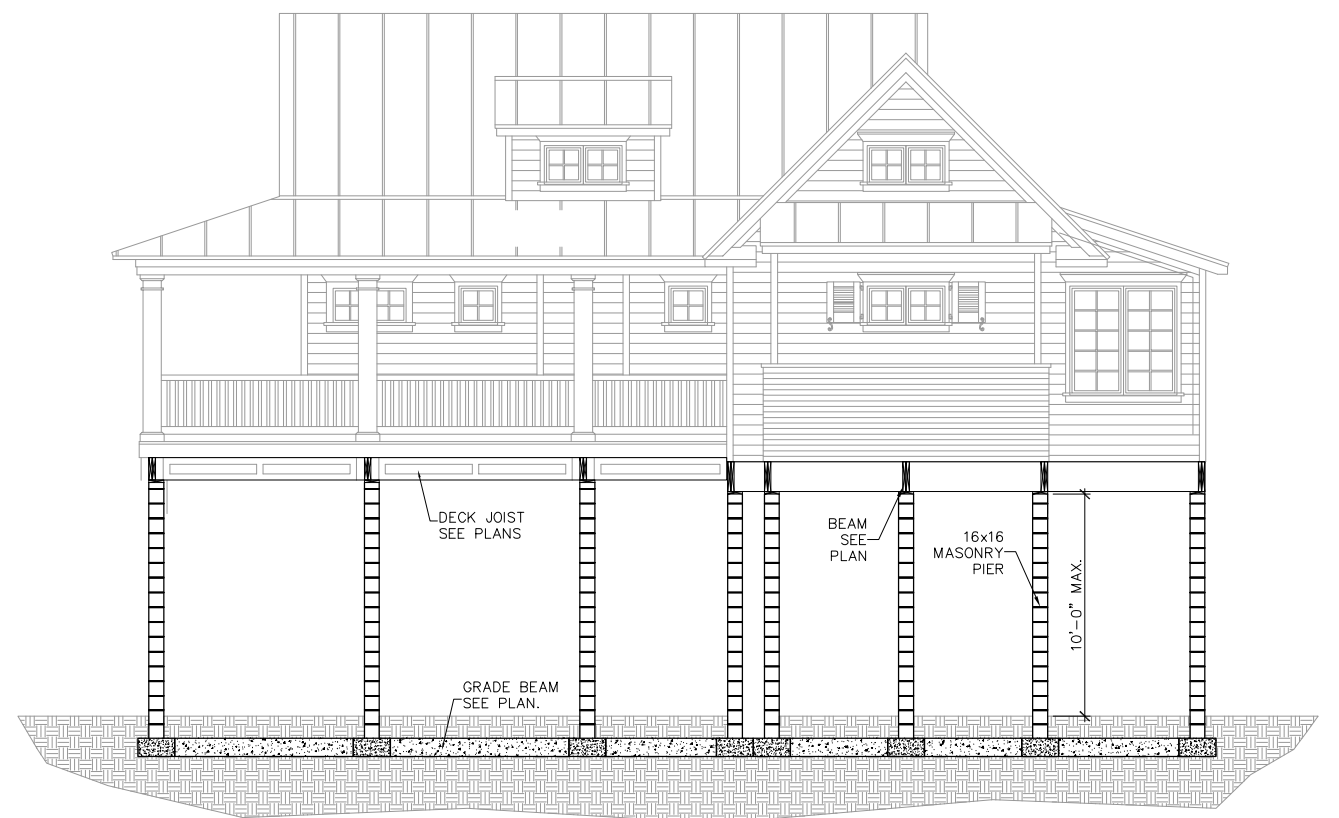 DECK JOIST
SEE PLANS
BEAM
SEE
PLAN
16x16
MASONRY
PIER
10'-0" MAX.
GRADE BEAM
SEE PLAN.